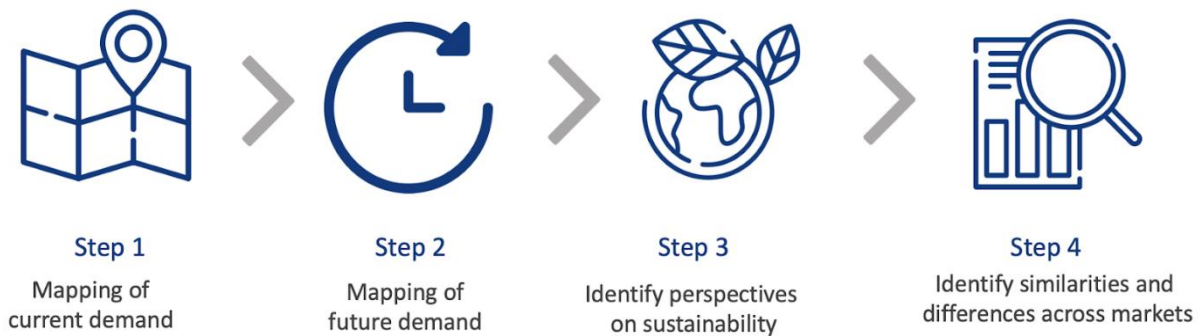 Step 1
Mapping of
current demand
Step 2
Mapping of
future demand
Step 3
Identify perspectives
on sustainability
Step 4
Identify similarities and
differences across markets